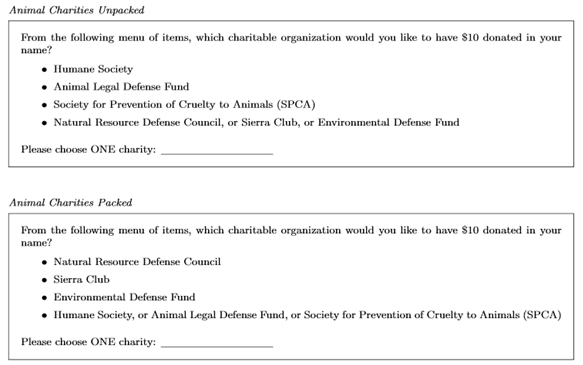 Animal Charities Unpacked
From the following menu of items, which charitable organization would you like to have $10 donated in your
name?
• Humane Society
• Animal Legal Defense Fund
• Society for Prevention of Cruelty to Animals (SPCA)
• Natural Resource Defense Council, or Sierra Club, or Environmental Defense Fund
Please choose ONE charity: ____________________
Animal Charities Packed
From the following menu of items, which charitable organization would you like to have $10 donated in your
name?
• Natural Resource Defense Council
• Sierra Club
• Environmental Defense Fund
• Humane Society, or Animal Legal Defense Fund, or Society for Prevention of Cruelty to Animals (SPCA)
Please choose ONE charity: ____________________